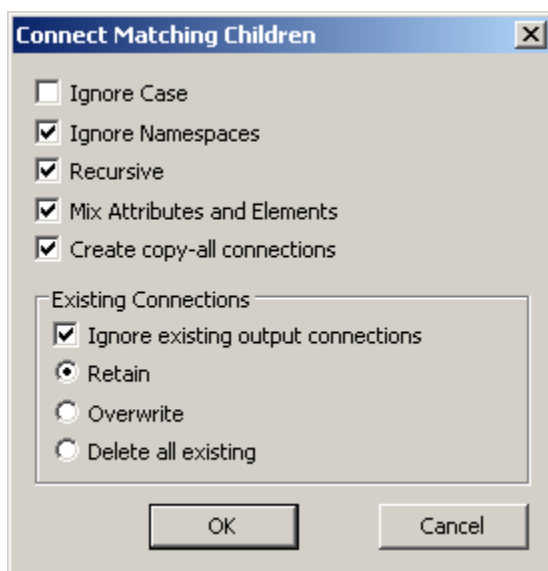 Connect Matching Children
Ignore Case
Ignore Namespaces
Recursive
Mix Attributes and Elements
Create copy-all connections
Existing Connections
Ignore existing output connections
Retain
Overwrite
Delete all existing
OK Cancel